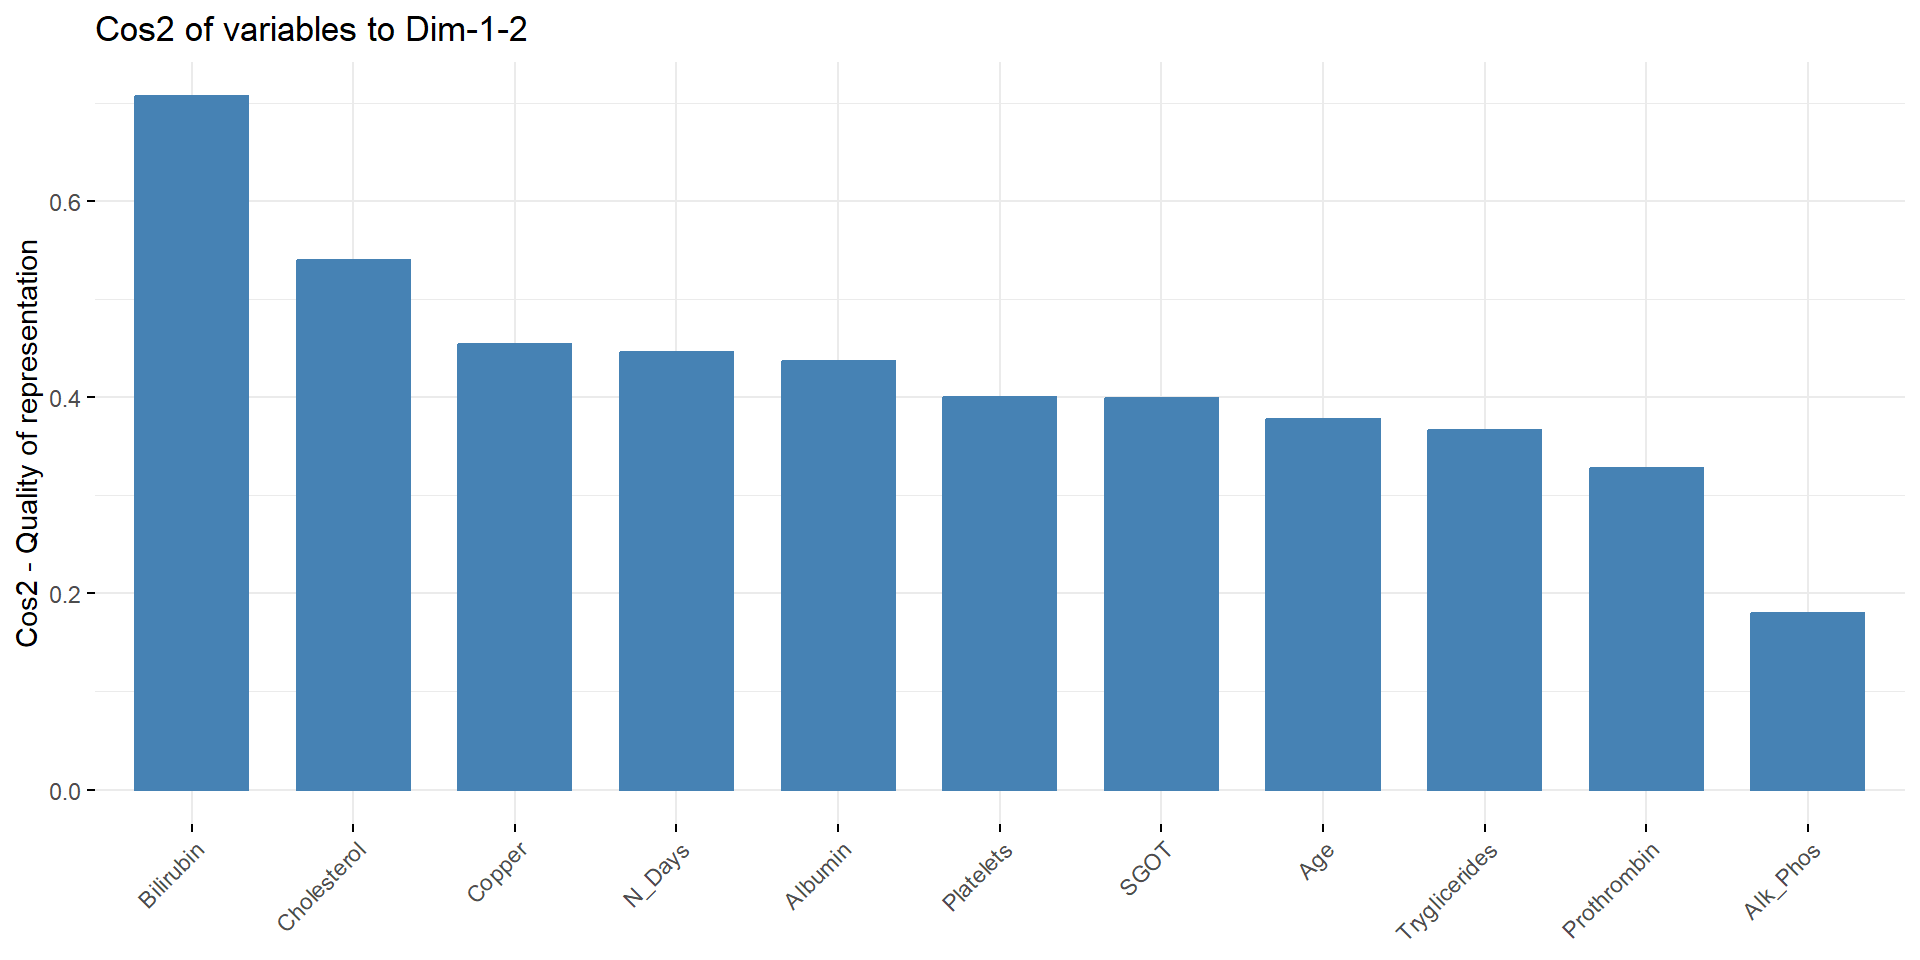 Cos2 of variables to Dim-1-2
Cos2 - Quality of representation
0.6
0.4
0.2
0.0
Bilirubin
Cholesterol
Copper
N_Days
Albumin
Platelets
SGOT
Age
Tryglicerides
Prothrombin
Alk_Phos